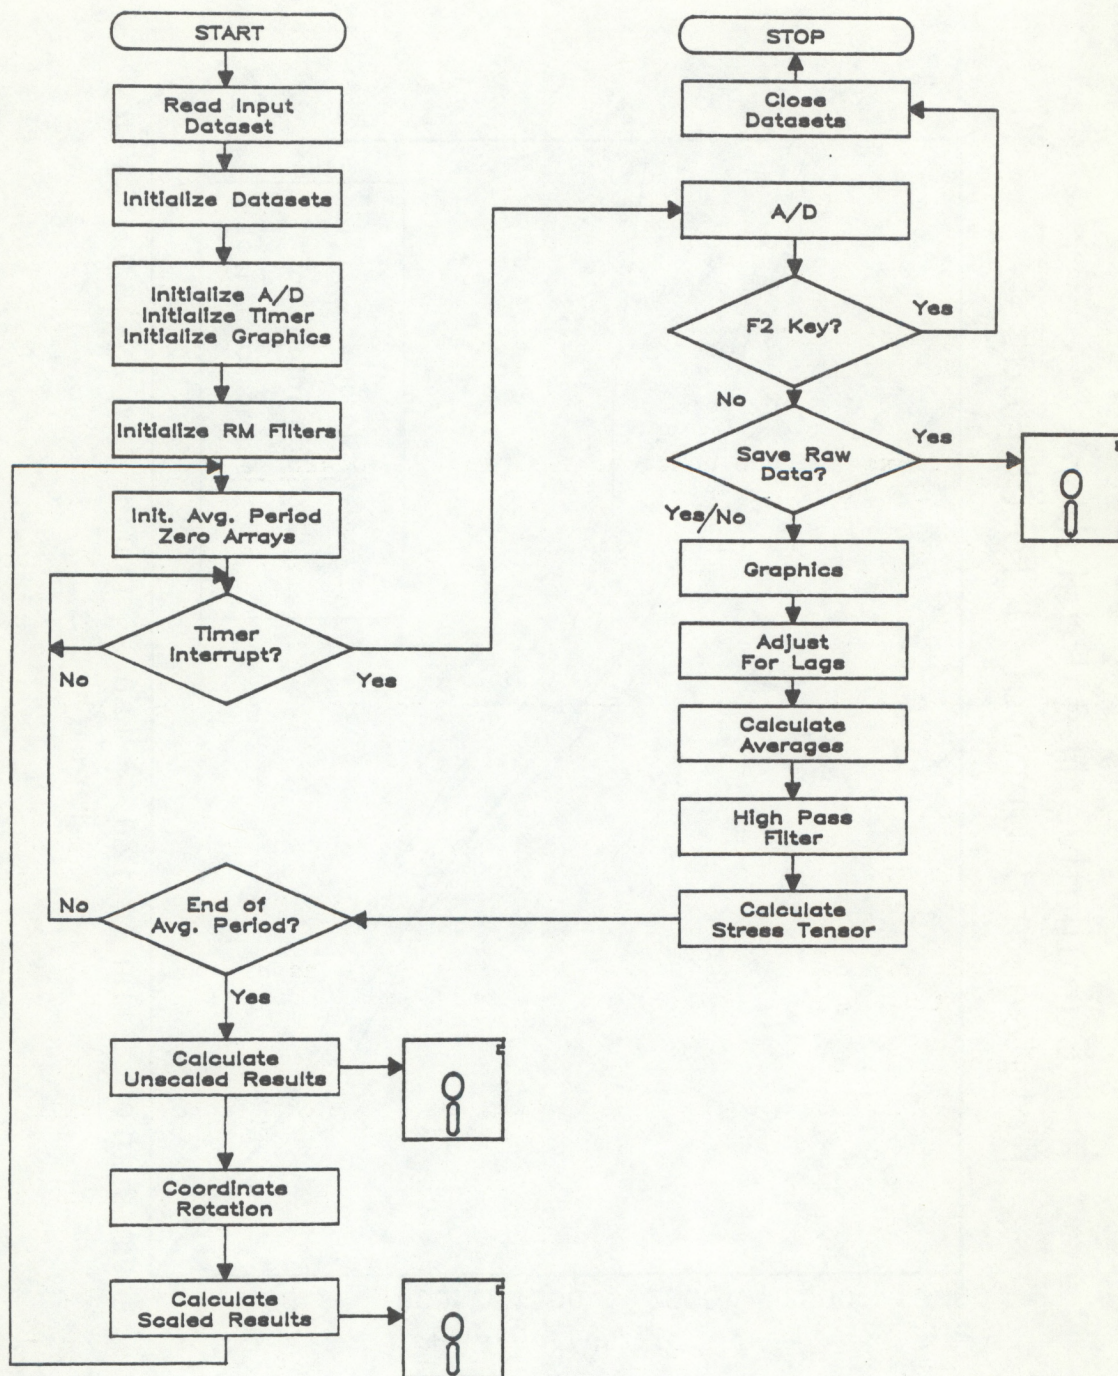 START
Read Input
Dataset
Initialize Datasets
Initialize A/D
Initialize Timer
Initialize Graphics
Initialize RM Filters
Init. Avg. Period
Zero Arrays
Timer
Interrupt?
No
Yes
STOP
Close
Datasets
A/D
F2 Key?
Yes
No
Save Raw
Data?
Yes
Yes/No
Graphics
Adjust
For Lags
Calculate
Averages
High Pass
Filter
Calculate
Stress Tensor
End of
Avg. Period?
No
Yes
Calculate
Unscaled Results
Coordinate
Rotation
Calculate
Scaled Results